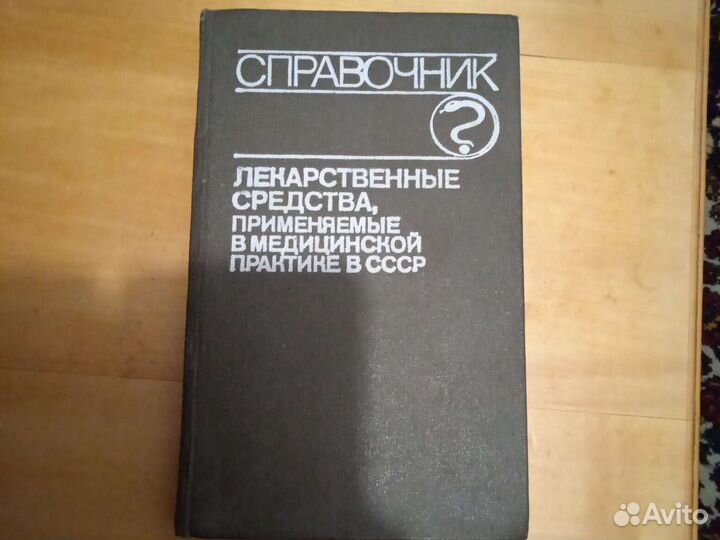 СПРАВОЧНИК
ЛЕКАРСТВЕННЫЕ
СРЕДСТВА,
ПРИМЕНЯЕМЫЕ
В МЕДИЦИНСКОЙ
ПРАКТИКЕ В СССР
Avito